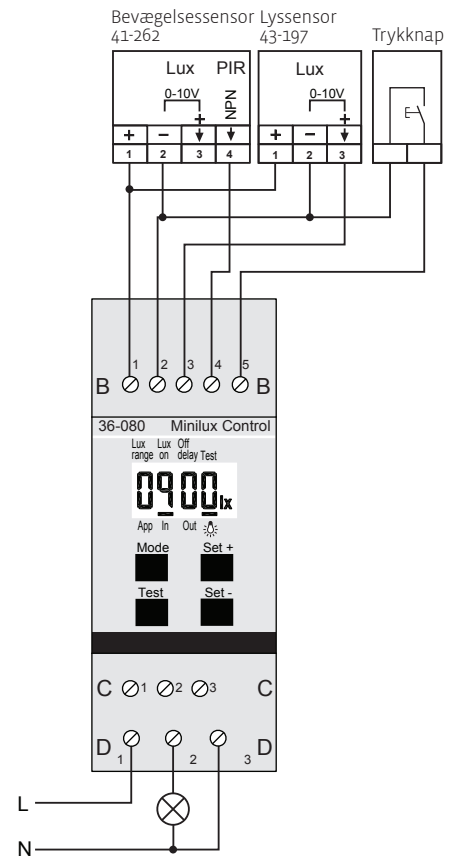 Bevægelsessensor Lyssensor
41-262 43-197 Trykknap
Lux PIR Lux
0-10V NPN 0-10V
+ +
+ − + −
1 2 3 4 1 2 3
1 2 3 4 5
B B
36-080 Minilux Control
Lux range Lux on Off delay Test
0900lx
App In Out
Mode Set +
Test Set -
C 1 2 3 C
D 1 2 3 D
L
N